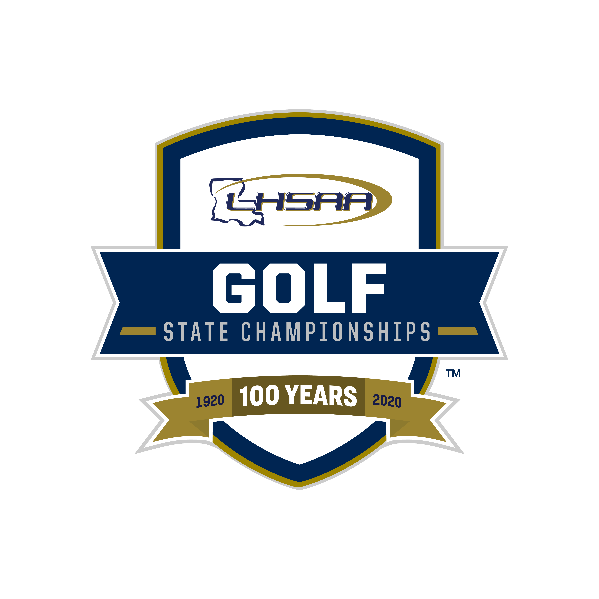 LHSAA
GOLF
STATE CHAMPIONSHIPS
TM
1920 100 YEARS 2020